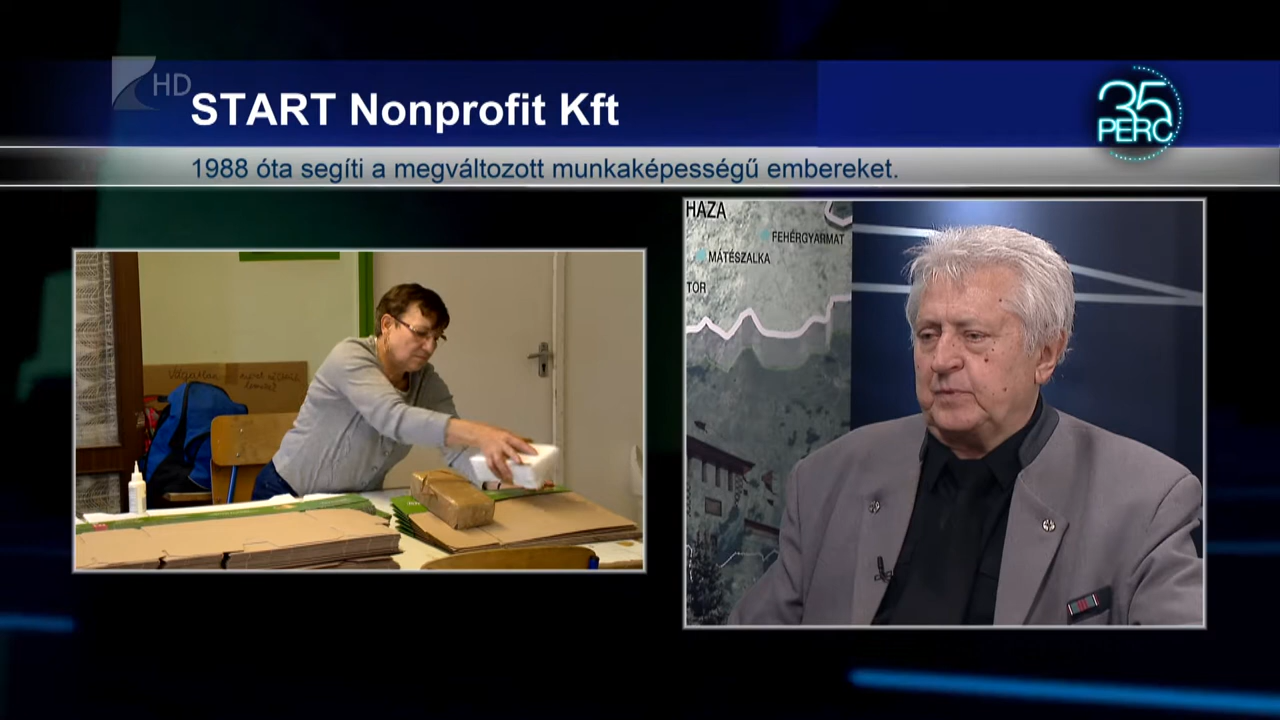 HD
START Nonprofit Kft
35
PERC
1988 óta segíti a megváltozott munkaképességű embereket.
HAZA
FEHÉRGYARMAT
MÁTÉSZALKA
TOR